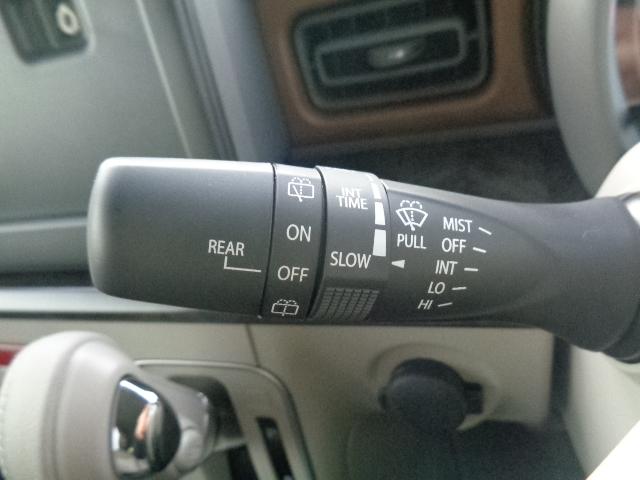 REAR
ON
OFF
INT
TIME
SLOW
PULL
MIST
OFF
INT
LO
HI